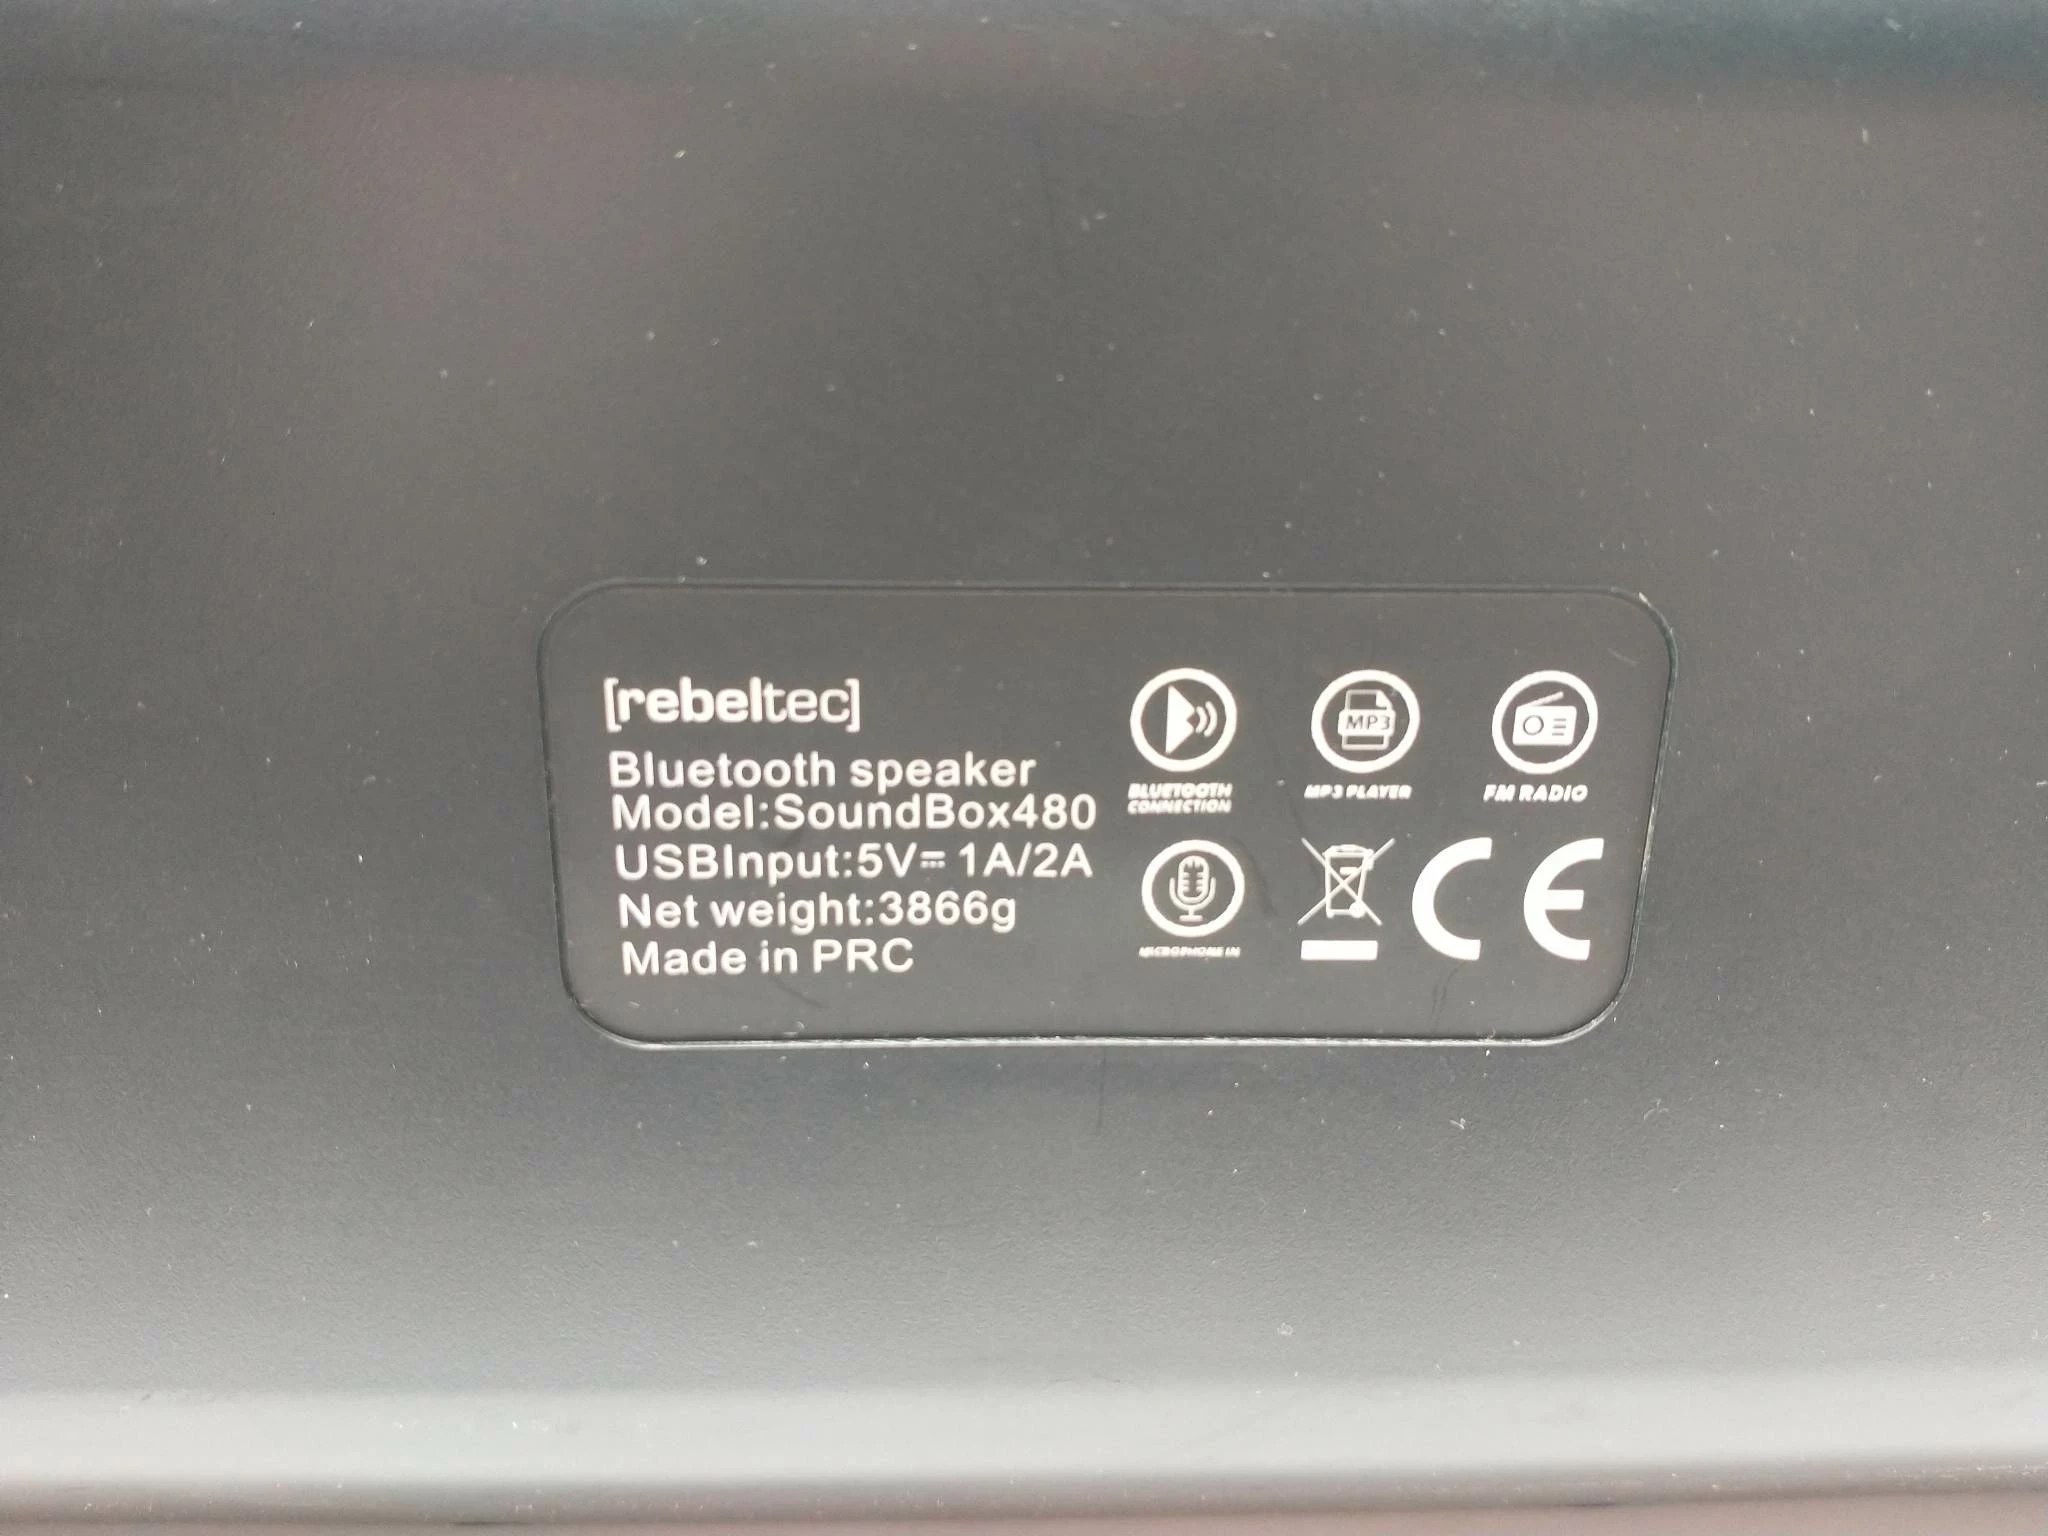 [rebeltec]
Bluetooth speaker
Model:SoundBox480
USBInput:5V⎓ 1A/2A
Net weight:3866g
Made in PRC
BLUETOOTH
CONNECTION
MP3
MP3 PLAYER
FM RADIO
MICROPHONE IN
CE